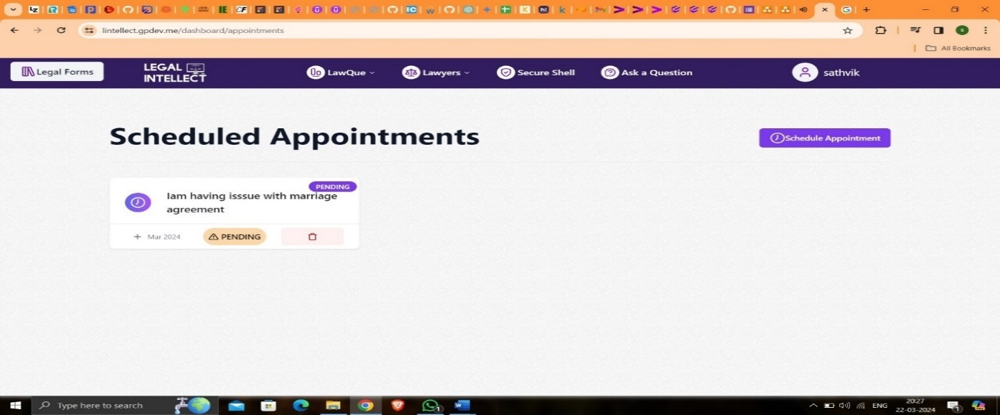 lintellect.gpdev.me/dashboard/appointments
All Bookmarks
Legal Forms
LEGAL
INTELLECT
LawQue
Lawyers
Secure Shell
Ask a Question
sathvik
Scheduled Appointments
Schedule Appointment
PENDING
Iam having isssue with marriage
agreement
Mar 2024
PENDING
Type here to search
ENG
20:27
22-03-2024